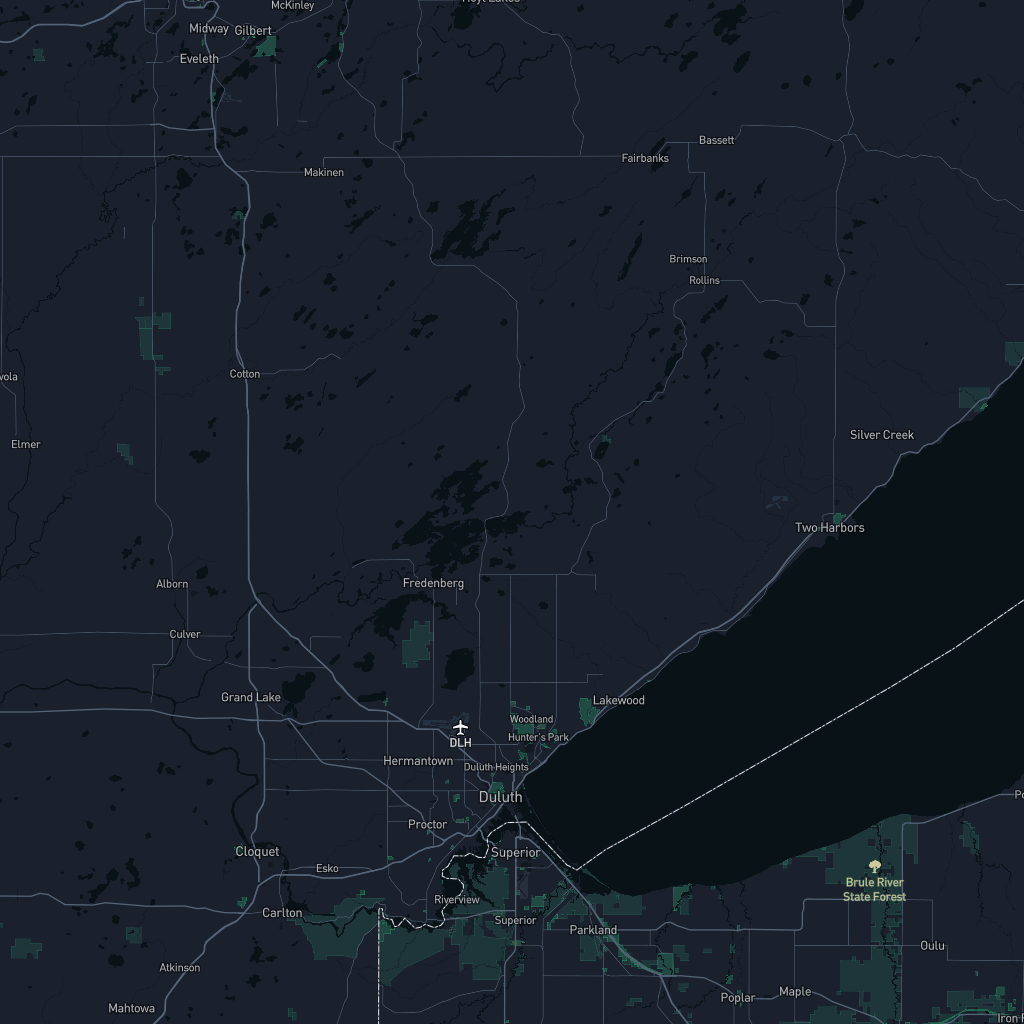 McKinley
Hoyt Lakes
Midway
Gilbert
Eveleth
Bassett
Fairbanks
Makinen
Brimson
Rollins
Cotton
Silver Creek
Elmer
Two Harbors
Alborn
Fredenberg
Culver
Grand Lake
Lakewood
Woodland
Hunter's Park
DLH
Hermantown
Duluth Heights
Duluth
Proctor
Cloquet
Superior
Esko
Brule River
State Forest
Riverview
Carlton
Superior
Parkland
Oulu
Atkinson
Maple
Poplar
Mahtowa
Iron